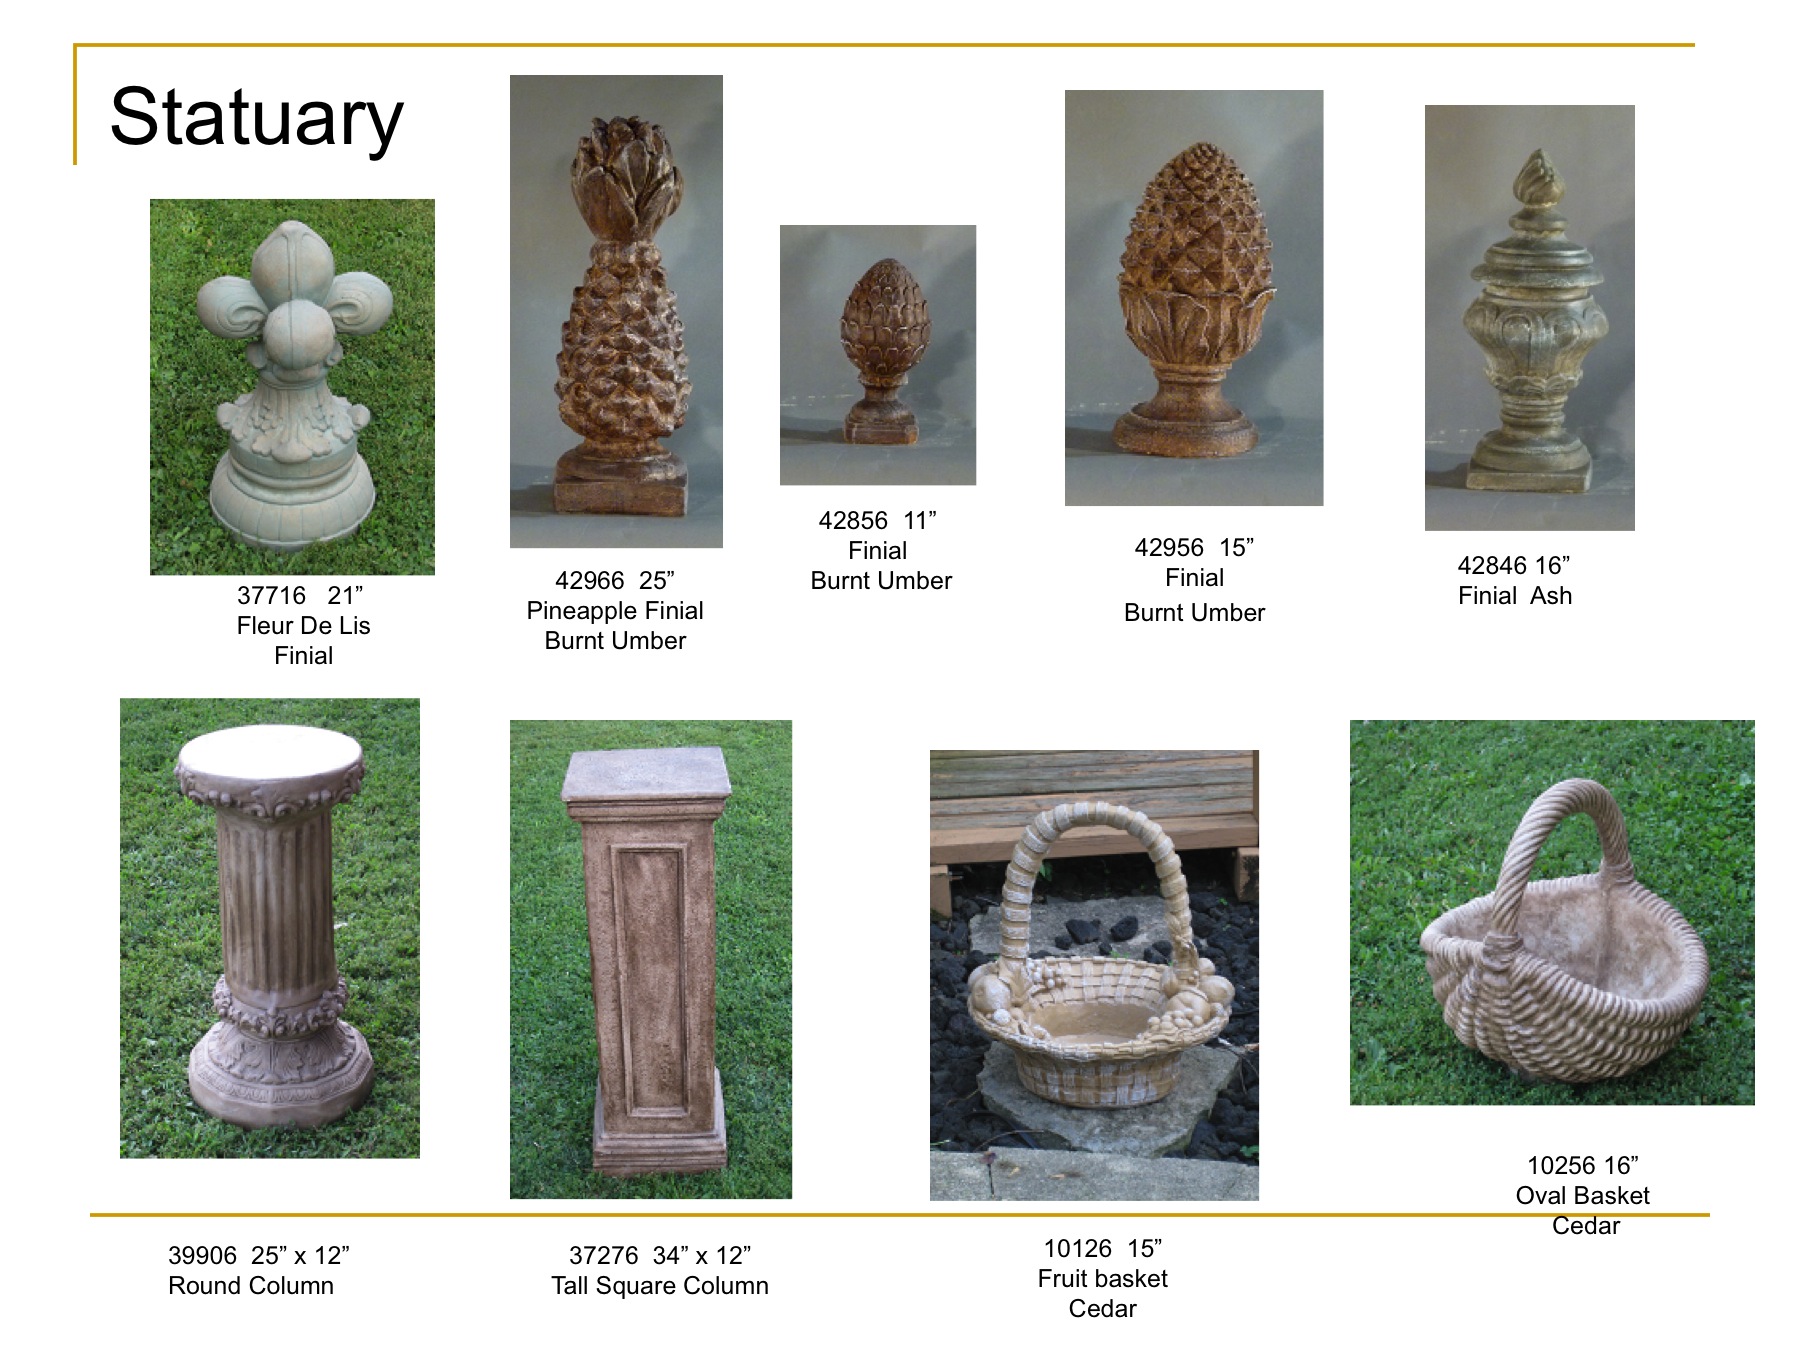 Statuary
37716   21”
Fleur De Lis
Finial
42966  25”
Pineapple Finial
Burnt Umber
42856  11”
Finial
Burnt Umber
42956  15”
Finial
Burnt Umber
42846 16”
Finial  Ash
39906  25” x 12”
Round Column
37276  34” x 12”
Tall Square Column
10126  15”
Fruit basket
Cedar
10256 16”
Oval Basket
Cedar